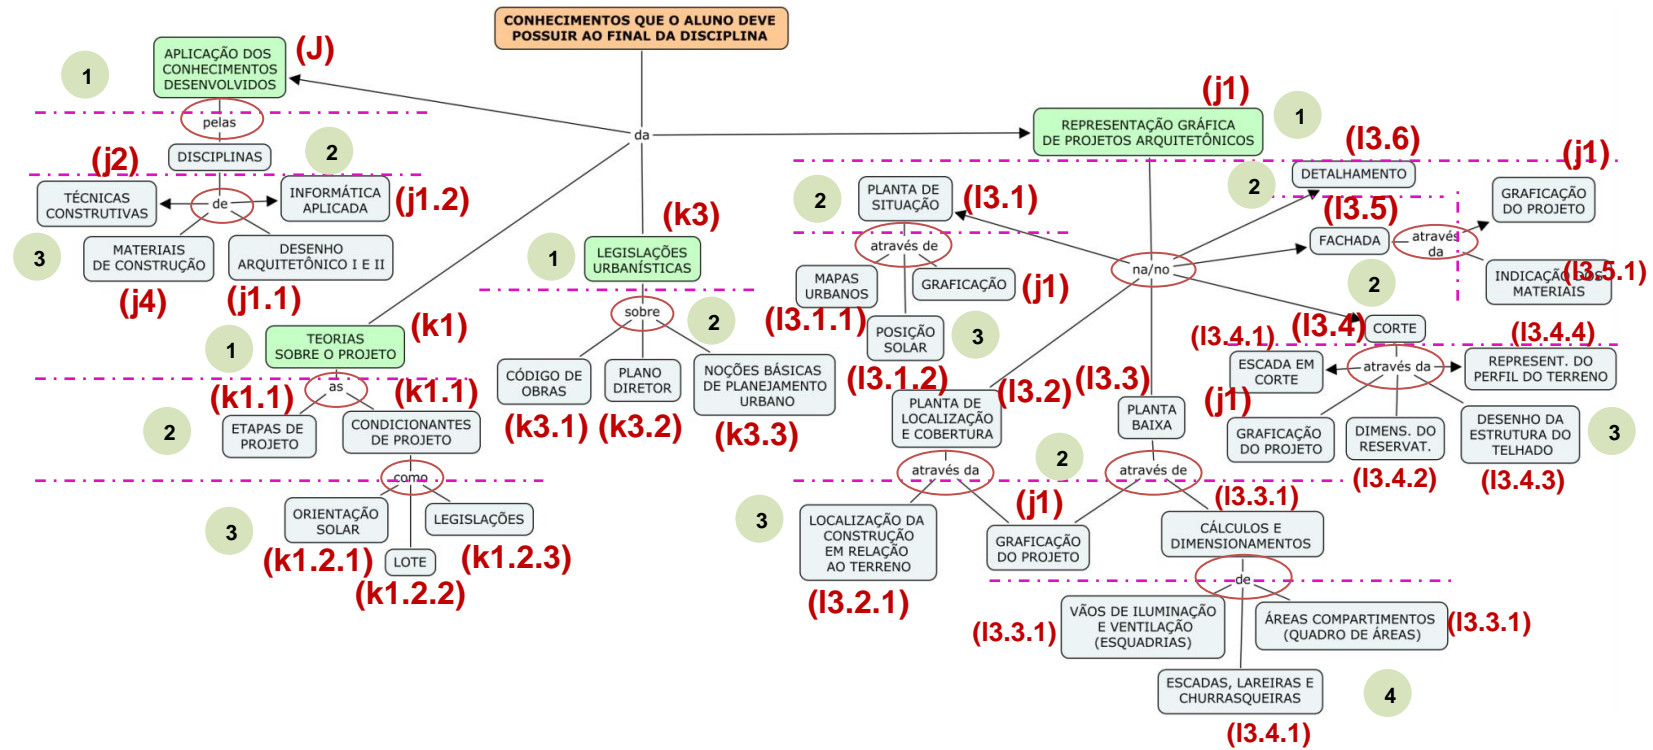 CONHECIMENTOS QUE O ALUNO DEVE
POSSUIR AO FINAL DA DISCIPLINA
da
APLICAÇÃO DOS
CONHECIMENTOS
DESENVOLVIDOS
(J)
1
pelas
DISCIPLINAS
2
(j2)
TÉCNICAS
CONSTRUTIVAS
de
INFORMÁTICA
APLICADA
(j1.2)
3
MATERIAIS
DE CONSTRUÇÃO
(j4)
DESENHO
ARQUITETÔNICO I E II
(j1.1)
1
TEORIAS
SOBRE O PROJETO
(k1)
as
(k1.1)
(k1.1)
2
ETAPAS DE
PROJETO
CONDICIONANTES
DE PROJETO
como
3
ORIENTAÇÃO
SOLAR
(k1.2.1)
LOTE
(k1.2.2)
LEGISLAÇÕES
(k1.2.3)
(k3)
1
LEGISLAÇÕES
URBANÍSTICAS
sobre
2
CÓDIGO DE
OBRAS
(k3.1)
PLANO
DIRETOR
(k3.2)
NOÇÕES BÁSICAS
DE PLANEJAMENTO
URBANO
(k3.3)
(j1)
REPRESENTAÇÃO GRÁFICA
DE PROJETOS ARQUITETÔNICOS
1
na/no
2
PLANTA DE
SITUAÇÃO
(l3.1)
através de
MAPAS
URBANOS
(l3.1.1)
GRAFICAÇÃO
(j1)
POSIÇÃO
SOLAR
(l3.1.2)
3
(l3.6)
2
DETALHAMENTO
(l3.5)
FACHADA
através
da
(j1)
GRAFICAÇÃO
DO PROJETO
INDICAÇÃO DOS
MATERIAIS
(l3.5.1)
2
(l3.4)
CORTE
através da
(l3.4.1)
ESCADA EM
CORTE
(l3.4.4)
REPRESENT. DO
PERFIL DO TERRENO
(j1)
GRAFICAÇÃO
DO PROJETO
DIMENS. DO
RESERVAT.
(l3.4.2)
DESENHO DA
ESTRUTURA DO
TELHADO
(l3.4.3)
3
(l3.2)
PLANTA DE
LOCALIZAÇÃO
E COBERTURA
através da
3
LOCALIZAÇÃO DA
CONSTRUÇÃO
EM RELAÇÃO
AO TERRENO
(l3.2.1)
(l3.3)
PLANTA
BAIXA
2
através de
(j1)
GRAFICAÇÃO
DO PROJETO
(l3.3.1)
CÁLCULOS E
DIMENSIONAMENTOS
de
(l3.3.1)
VÃOS DE ILUMINAÇÃO
E VENTILAÇÃO
(ESQUADRIAS)
ÁREAS COMPARTIMENTOS
(QUADRO DE ÁREAS)
(l3.3.1)
ESCADAS, LAREIRAS E
CHURRASQUEIRAS
(l3.4.1)
4